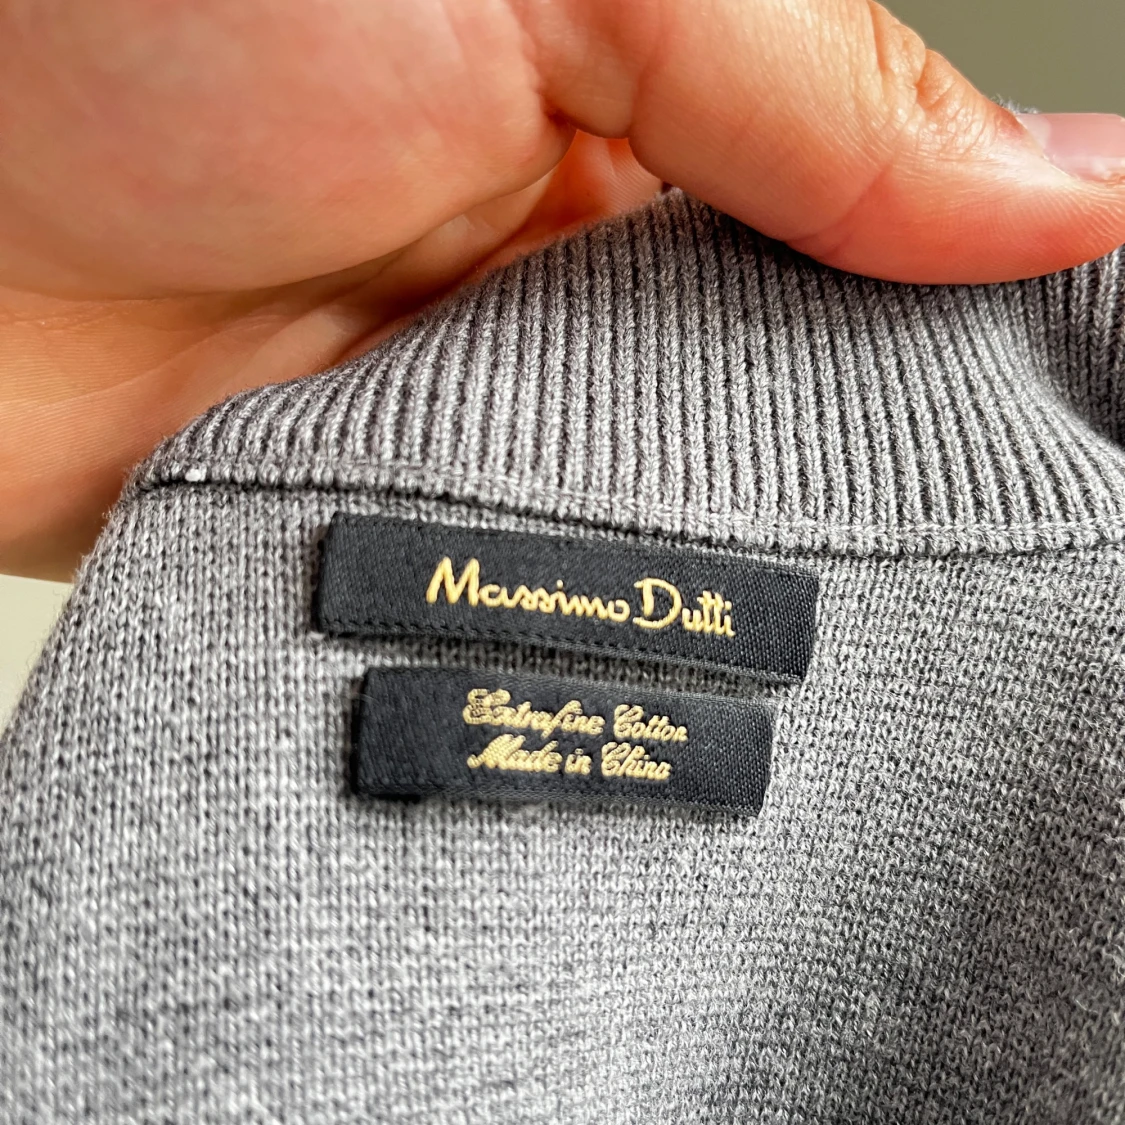 Massimo Dutti
Extrafine Cotton
Made in China